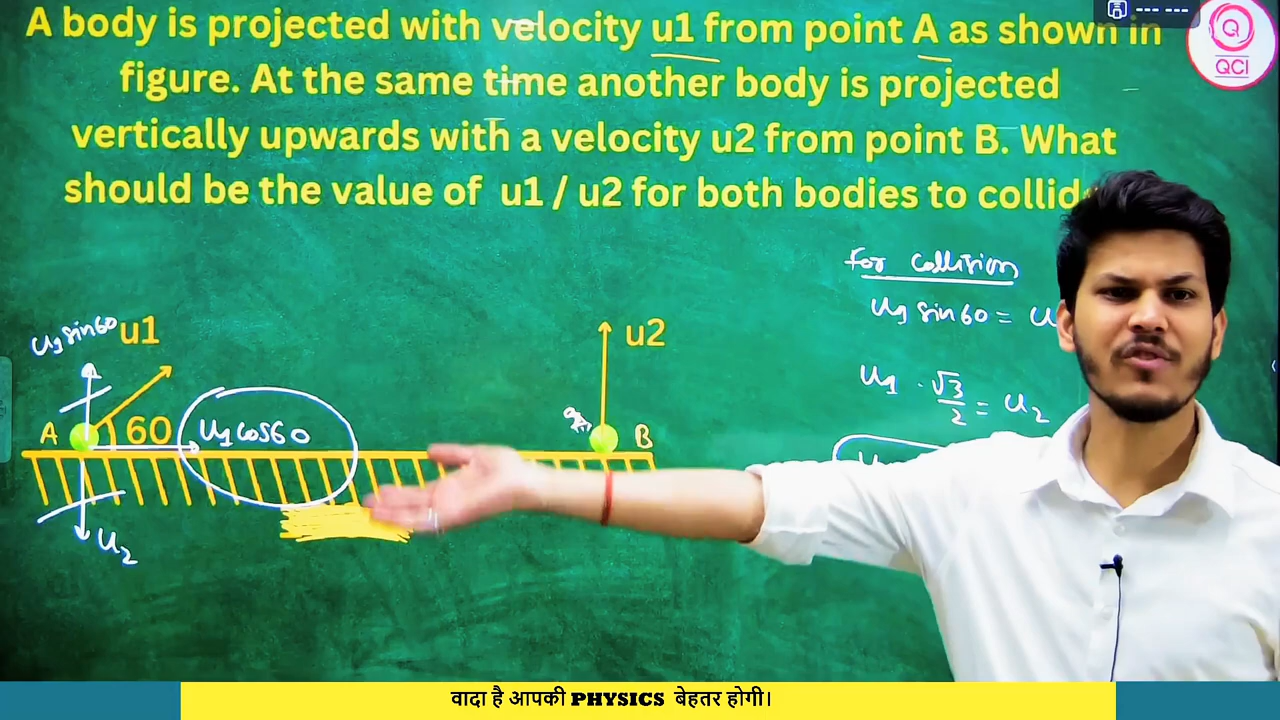 A body is projected with velocity u1 from point A as shown in
figure. At the same time another body is projected
vertically upwards with a velocity u2 from point B. What
should be the value of u1 / u2 for both bodies to collid
QCI
For collision
u1 sin60 = u
u1 · √3/2 = u2
u1 sin60
u1
u2
A
60
u1 cos60
B
u2
वादा है आपकी PHYSICS बेहतर होगी।